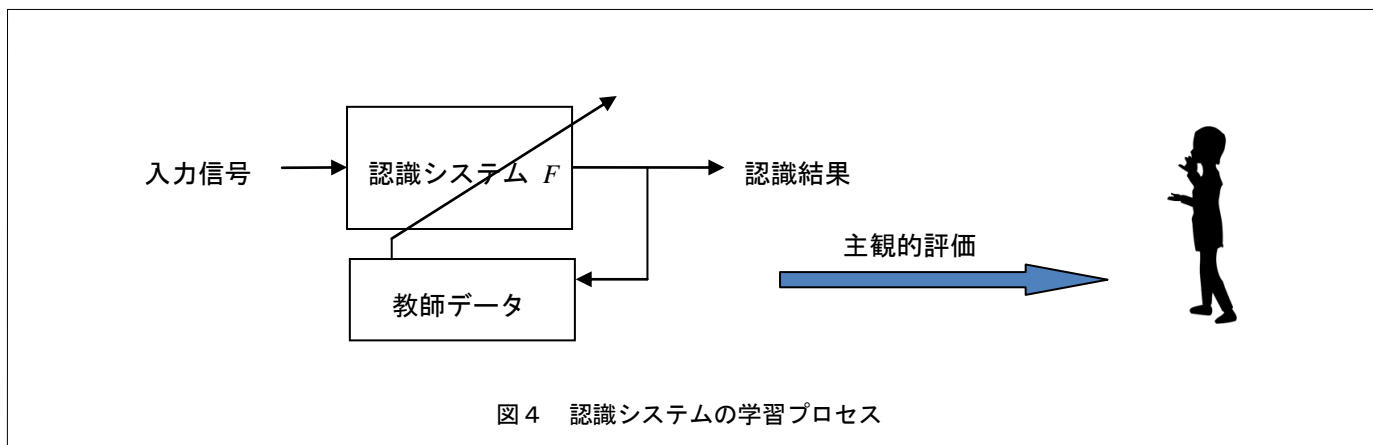 入力信号
認識システム F
認識結果
主観的評価
教師データ
図4 認識システムの学習プロセス